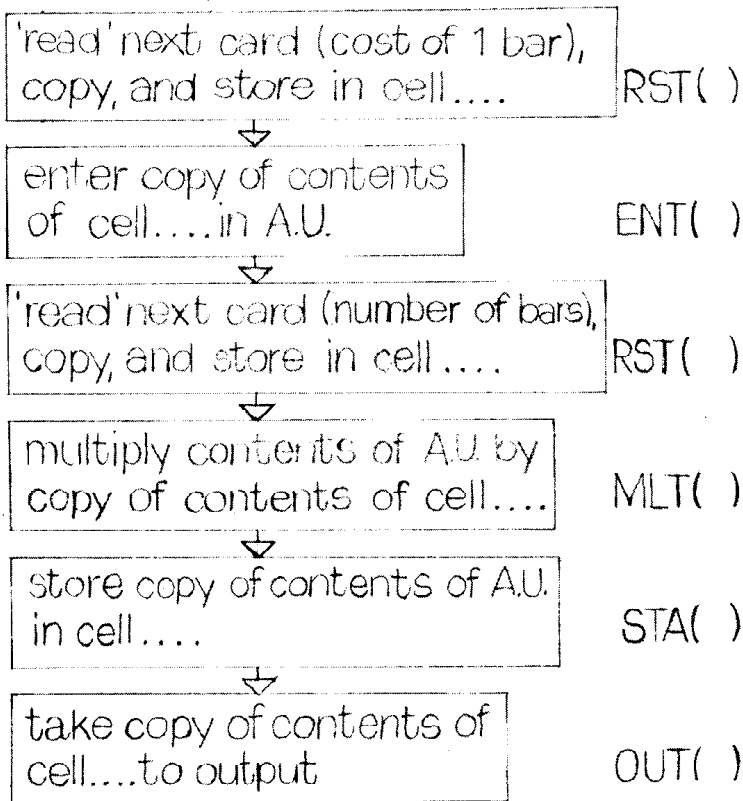 'read' next card (cost of 1 bar),
copy, and store in cell.... RST( )
enter copy of contents
of cell....in A.U. ENT( )
'read' next card (number of bars),
copy, and store in cell.... RST( )
multiply contents of A.U. by
copy of contents of cell.... MLT( )
store copy of contents of A.U.
in cell.... STA( )
take copy of contents of
cell....to output OUT( )